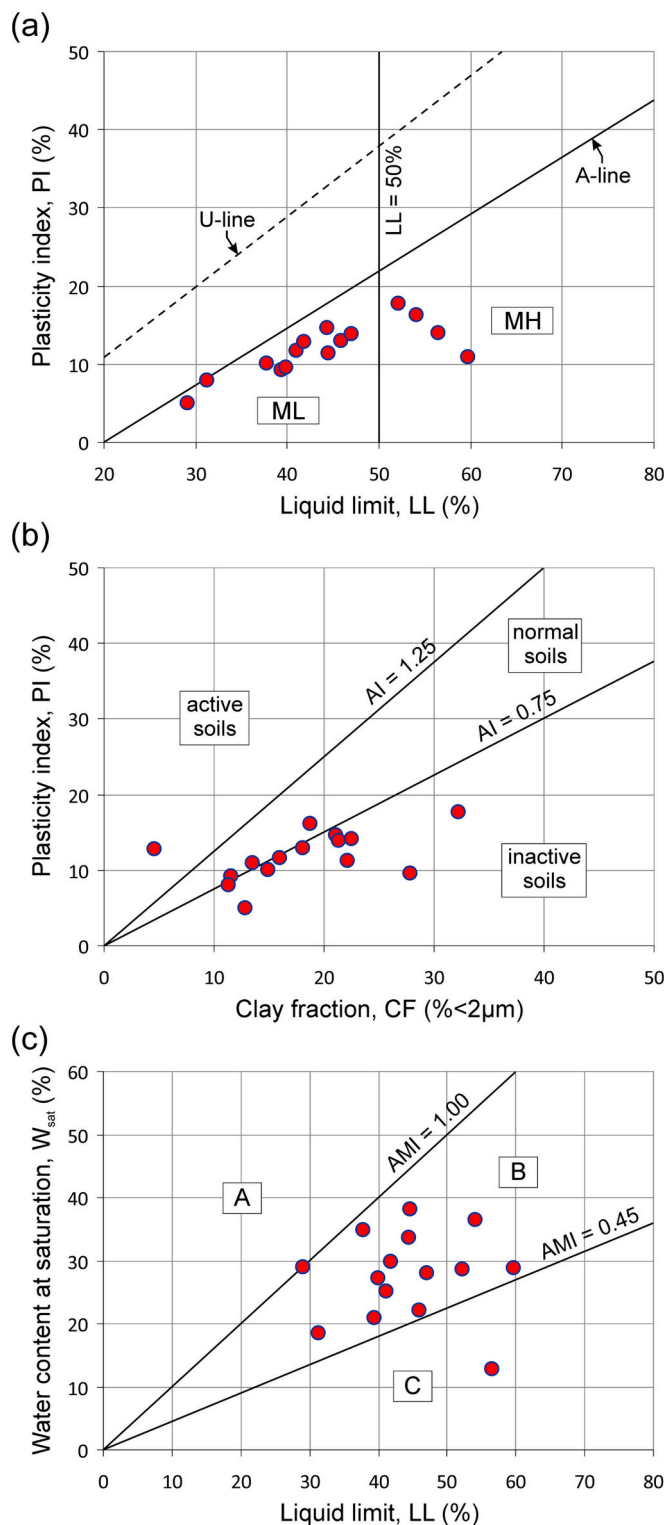 (a)
50
40
30
20
10
0
Plasticity index, PI (%)
U-line
LL = 50%
A-line
MH
ML
20 30 40 50 60 70 80
Liquid limit, LL (%)
(b)
50
40
30
20
10
0
Plasticity index, PI (%)
active
soils
AI = 1.25
normal
soils
AI = 0.75
inactive
soils
0 10 20 30 40 50
Clay fraction, CF (%<2µm)
(c)
60
50
40
30
20
10
0
Water content at saturation, Wsat (%)
A
AMI = 1.00
B
AMI = 0.45
C
0 10 20 30 40 50 60 70 80
Liquid limit, LL (%)